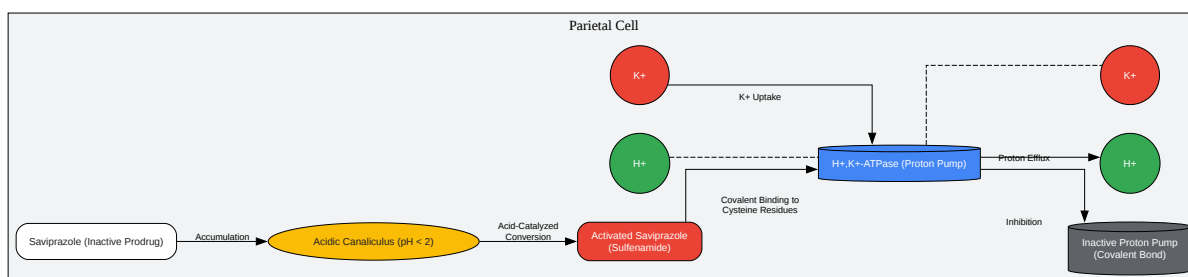 Parietal Cell
K+
K+
K+ Uptake
H+
H+,K+-ATPase (Proton Pump)
Proton Efflux
H+
Covalent Binding to
Cysteine Residues
Inhibition
Saviprazole (Inactive Prodrug)
Accumulation
Acidic Canaliculus (pH < 2)
Acid-Catalyzed
Conversion
Activated Saviprazole
(Sulfenamide)
Inactive Proton Pump
(Covalent Bond)